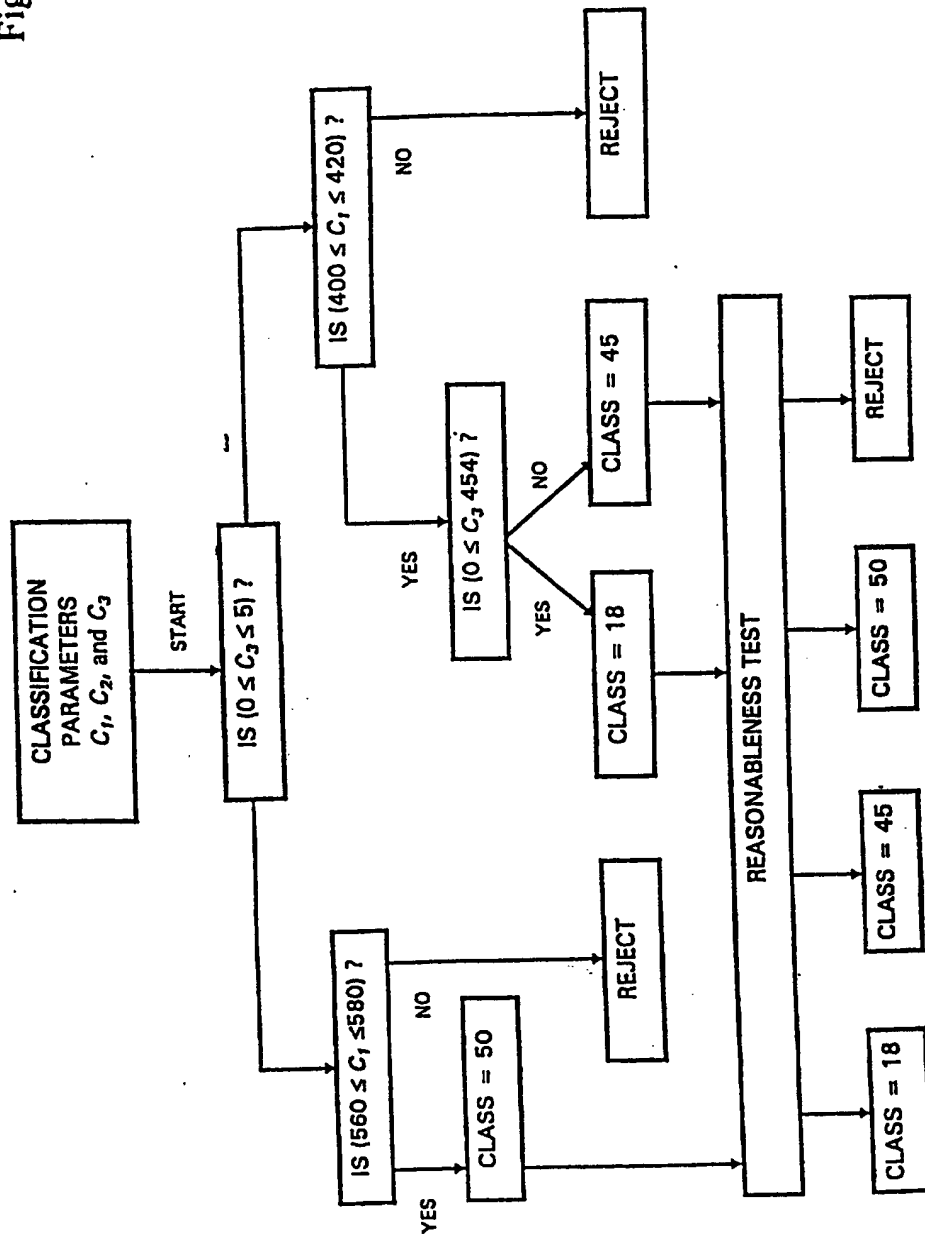 Fig
CLASSIFICATION
PARAMETERS
C₁, C₂, and C₃
START
IS (0 ≤ C₃ ≤ 5) ?
IS (560 ≤ C₁ ≤580) ?
IS (400 ≤ C₁ ≤ 420) ?
YES
NO
YES
NO
CLASS = 50
REJECT
IS (0 ≤ C₃ 454) ?
REJECT
YES
NO
CLASS = 18
CLASS = 45
REASONABLENESS TEST
CLASS = 18
CLASS = 45
CLASS = 50
REJECT